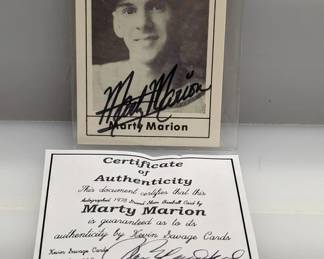 Marty Marion
Marty Marion
Certificate of
Authenticity
This document certifies that this
Autographed 1978 Grand Slam Baseball Card by
Marty Marion
is guaranteed as to its
authenticity by Kevin Savage Cards
Kevin Savage Cards